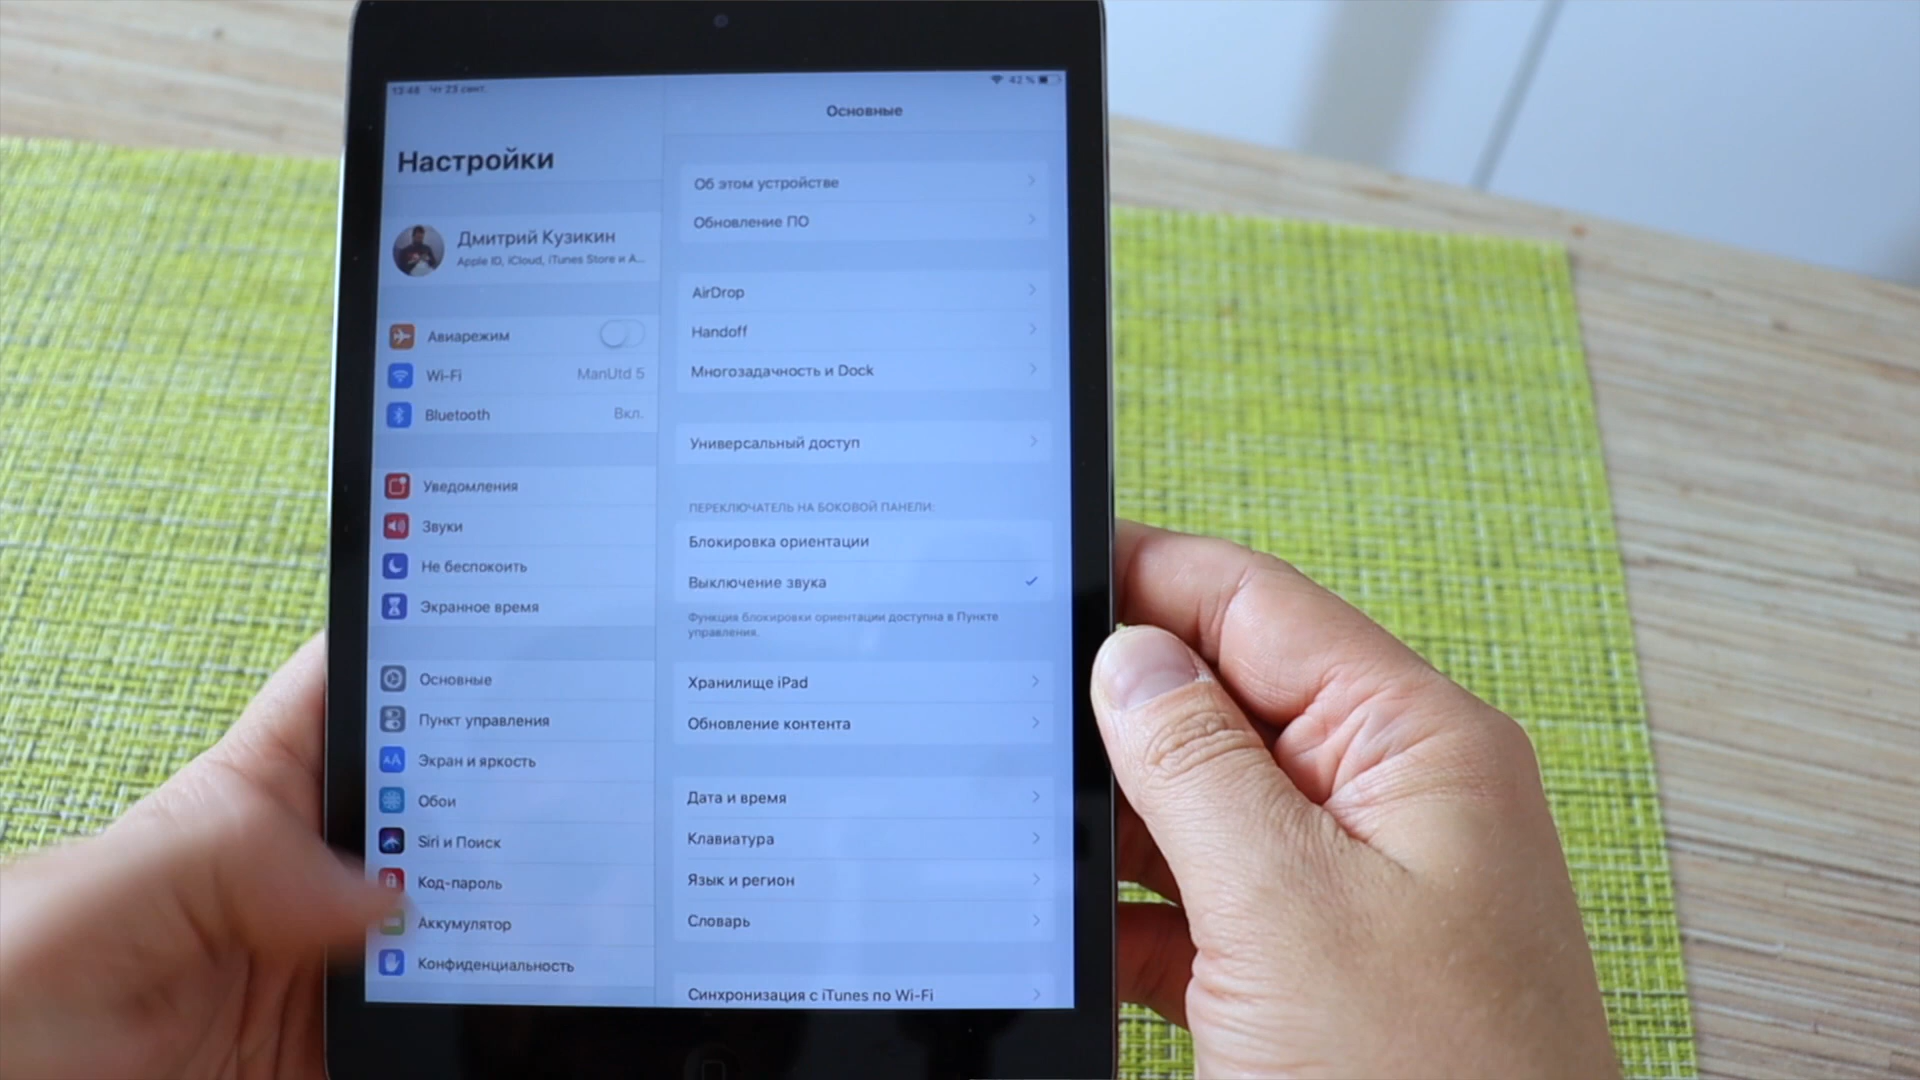 13:48 Чт 23 сент.
42 %
Настройки
Дмитрий Кузикин
Apple ID, iCloud, iTunes Store и A...
Авиарежим
Wi-Fi ManUtd 5
Bluetooth Вкл.
Уведомления
Звуки
Не беспокоить
Экранное время
Основные
Пункт управления
Экран и яркость
Обои
Siri и Поиск
Код-пароль
Аккумулятор
Конфиденциальность
Основные
Об этом устройстве
Обновление ПО
AirDrop
Handoff
Многозадачность и Dock
Универсальный доступ
ПЕРЕКЛЮЧАТЕЛЬ НА БОКОВОЙ ПАНЕЛИ:
Блокировка ориентации
Выключение звука
Функция блокировки ориентации доступна в Пункте
управления.
Хранилище iPad
Обновление контента
Дата и время
Клавиатура
Язык и регион
Словарь
Синхронизация с iTunes по Wi-Fi